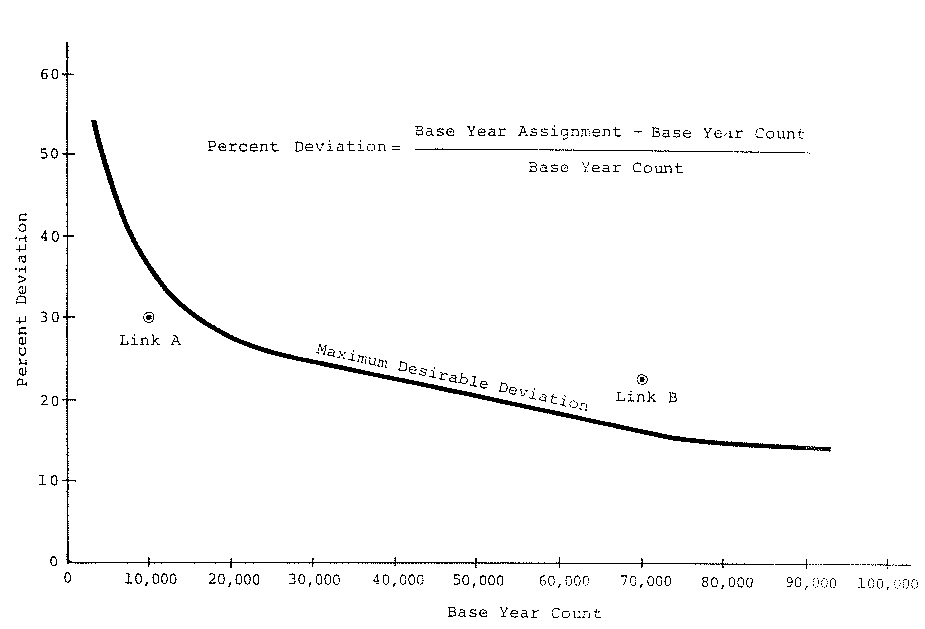 60
Base Year Assignment - Base Year Count
Percent Deviation=
50
Base Year Count
40
Percent Deviation
30
Link A
Maximum Desirable Deviation
Link B
20
10
0
0 10,000 20,000 30,000 40,000 50,000 60,000 70,000 80,000 90,000 100,000
Base Year Count